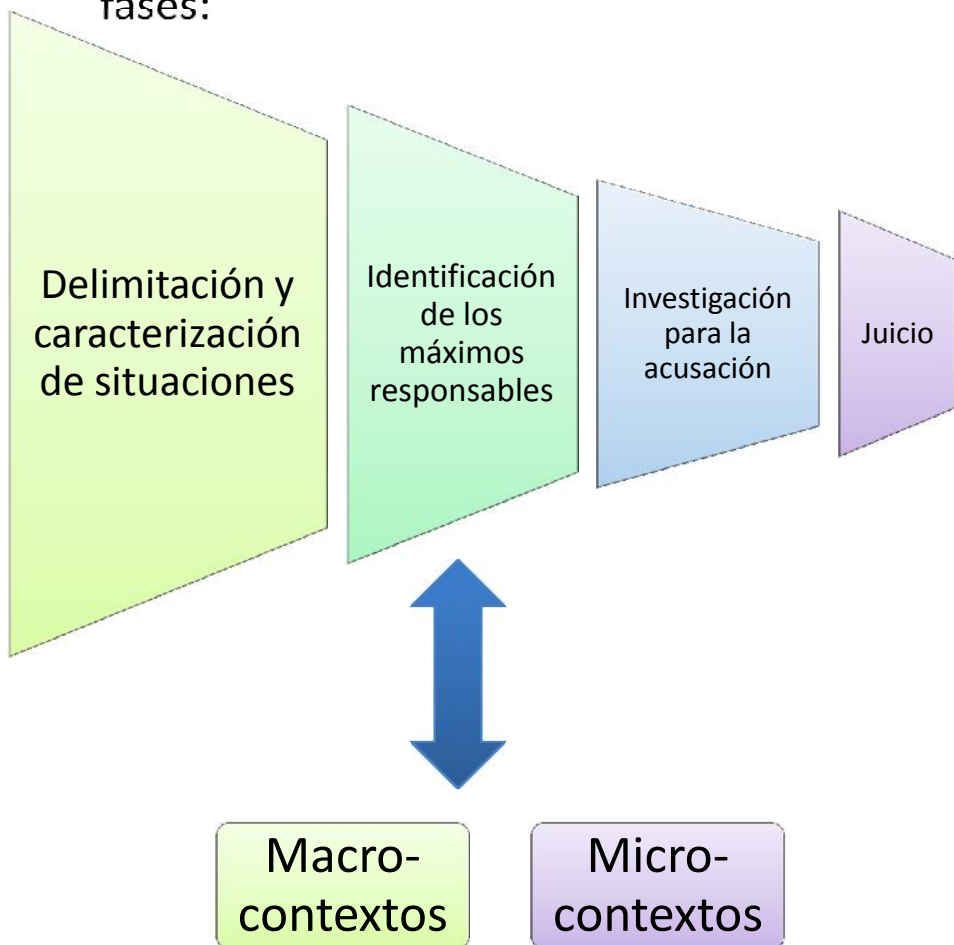 fases:
Delimitación y
caracterización
de situaciones
Identificación
de los
máximos
responsables
Investigación
para la
acusación
Juicio
Macro-
contextos
Micro-
contextos